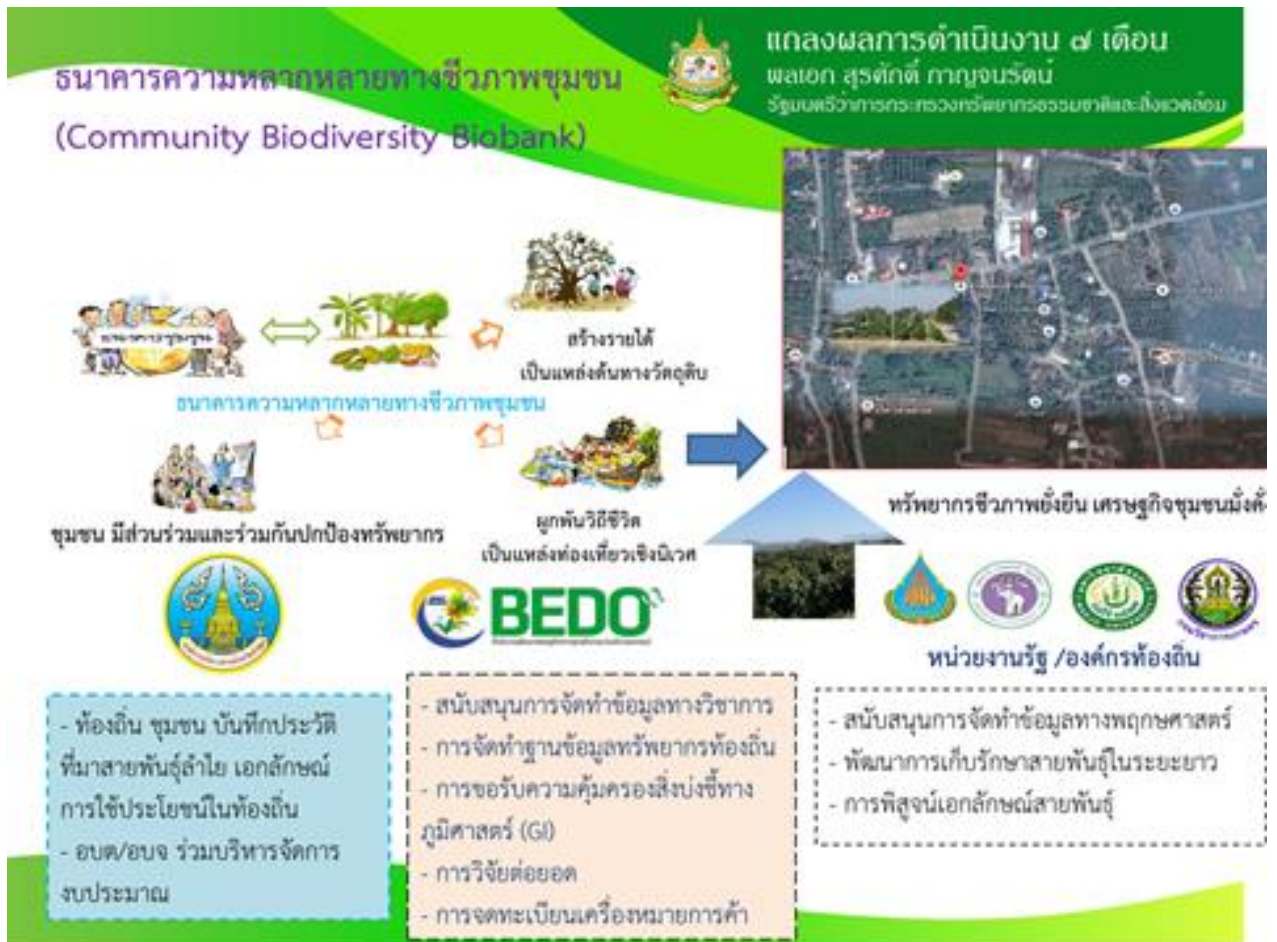 แถลงผลการดำเนินงาน ๗ เดือน
พลเอก สุรศักดิ์ กาญจนรัตน์
รัฐมนตรีว่าการกระทรวงทรัพยากรธรรมชาติและสิ่งแวดล้อม
ธนาคารความหลากหลายทางชีวภาพชุมชน
(Community Biodiversity Biobank)
สร้างรายได้
เป็นแหล่งต้นทางวัตถุดิบ
ธนาคารความหลากหลายทางชีวภาพชุมชน
ชุมชน มีส่วนร่วมและร่วมกันปกป้องทรัพยากร
ผูกพันวิถีชีวิต
เป็นแหล่งท่องเที่ยวเชิงนิเวศ
ทรัพยากรชีวภาพยั่งยืน เศรษฐกิจชุมชนมั่งคั่
BEDO
หน่วยงานรัฐ /องค์กรท้องถิ่น
- ท้องถิ่น ชุมชน บันทึกประวัติ
ที่มาสายพันธุ์ลำไย เอกลักษณ์
การใช้ประโยชน์ในท้องถิ่น
- อบต/อบจ ร่วมบริหารจัดการ
งบประมาณ
- สนับสนุนการจัดทำข้อมูลทางวิชาการ
- การจัดทำฐานข้อมูลทรัพยากรท้องถิ่น
- การขอรับความคุ้มครองสิ่งบ่งชี้ทาง
ภูมิศาสตร์ (GI)
- การวิจัยต่อยอด
- การจดทะเบียนเครื่องหมายการค้า
- สนับสนุนการจัดทำข้อมูลทางพฤกษศาสตร์
- พัฒนาการเก็บรักษาสายพันธุ์ในระยะยาว
- การพิสูจน์เอกลักษณ์สายพันธุ์